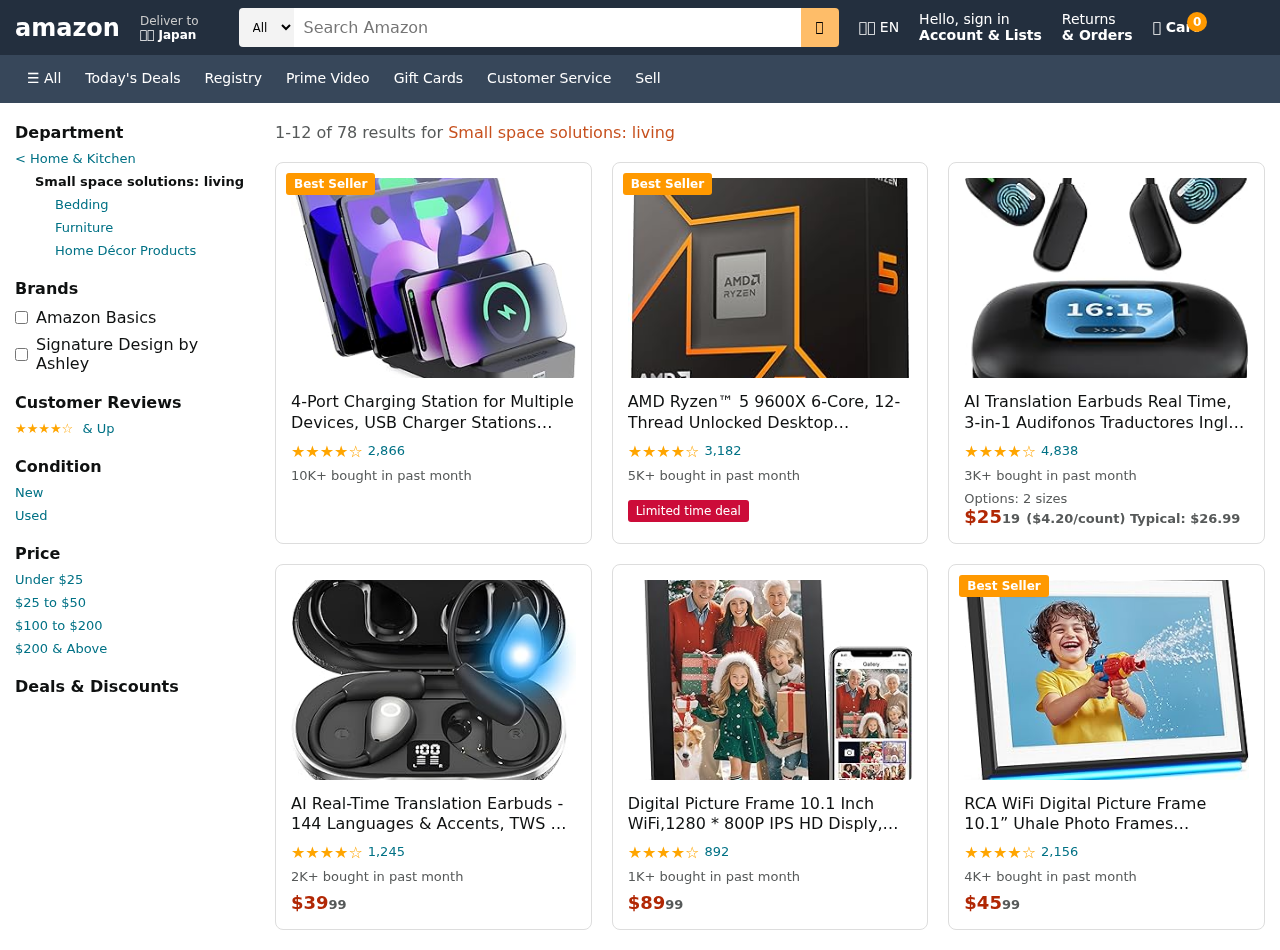 amazon
Deliver to
Japan
All
Search Amazon
EN
Hello, sign in
Account & Lists
Returns
& Orders
0
☰ All
Today's Deals
Registry
Prime Video
Gift Cards
Customer Service
Sell
Department
< Home & Kitchen
Small space solutions: living
Bedding
Furniture
Home Décor Products
Brands
Amazon Basics
Signature Design by
Ashley
Customer Reviews
★★★★☆ & Up
Condition
New
Used
Price
Under $25
$25 to $50
$100 to $200
$200 & Above
Deals & Discounts
1-12 of 78 results for Small space solutions: living
Best Seller
4-Port Charging Station for Multiple
Devices, USB Charger Stations...
★★★★☆ 2,866
10K+ bought in past month
Best Seller
RYZEN
AMD
RYZEN
5
AMD
AMD Ryzen™ 5 9600X 6-Core, 12-
Thread Unlocked Desktop...
★★★★☆ 3,182
5K+ bought in past month
Limited time deal
16:15
>>>>
AI Translation Earbuds Real Time,
3-in-1 Audifonos Traductores Ingl...
★★★★☆ 4,838
3K+ bought in past month
Options: 2 sizes
$25 19 ($4.20/count) Typical: $26.99
L
R
AI Real-Time Translation Earbuds -
144 Languages & Accents, TWS ...
★★★★☆ 1,245
2K+ bought in past month
$39 99
Gallery
Digital Picture Frame 10.1 Inch
WiFi,1280 * 800P IPS HD Disply,...
★★★★☆ 892
1K+ bought in past month
$89 99
Best Seller
RCA WiFi Digital Picture Frame
10.1” Uhale Photo Frames...
★★★★☆ 2,156
4K+ bought in past month
$45 99